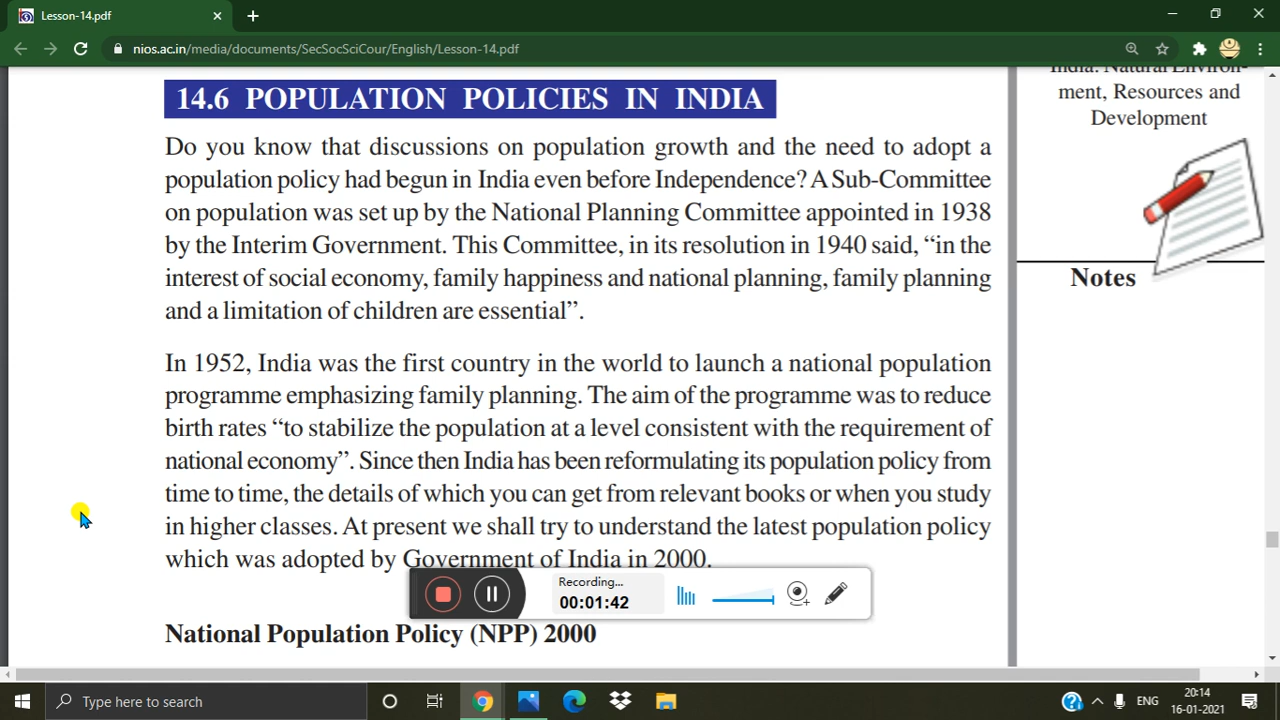 Lesson-14.pdf
nios.ac.in/media/documents/SecSocSciCour/English/Lesson-14.pdf
14.6 POPULATION POLICIES IN INDIA
Do you know that discussions on population growth and the need to adopt a
population policy had begun in India even before Independence? A Sub-Committee
on population was set up by the National Planning Committee appointed in 1938
by the Interim Government. This Committee, in its resolution in 1940 said, “in the
interest of social economy, family happiness and national planning, family planning
and a limitation of children are essential”.
In 1952, India was the first country in the world to launch a national population
programme emphasizing family planning. The aim of the programme was to reduce
birth rates “to stabilize the population at a level consistent with the requirement of
national economy”. Since then India has been reformulating its population policy from
time to time, the details of which you can get from relevant books or when you study
in higher classes. At present we shall try to understand the latest population policy
which was adopted by Government of India in 2000.
National Population Policy (NPP) 2000
India: Natural Environ-
ment, Resources and
Development
Notes
Recording...
00:01:42
Type here to search
ENG
20:14
16-01-2021